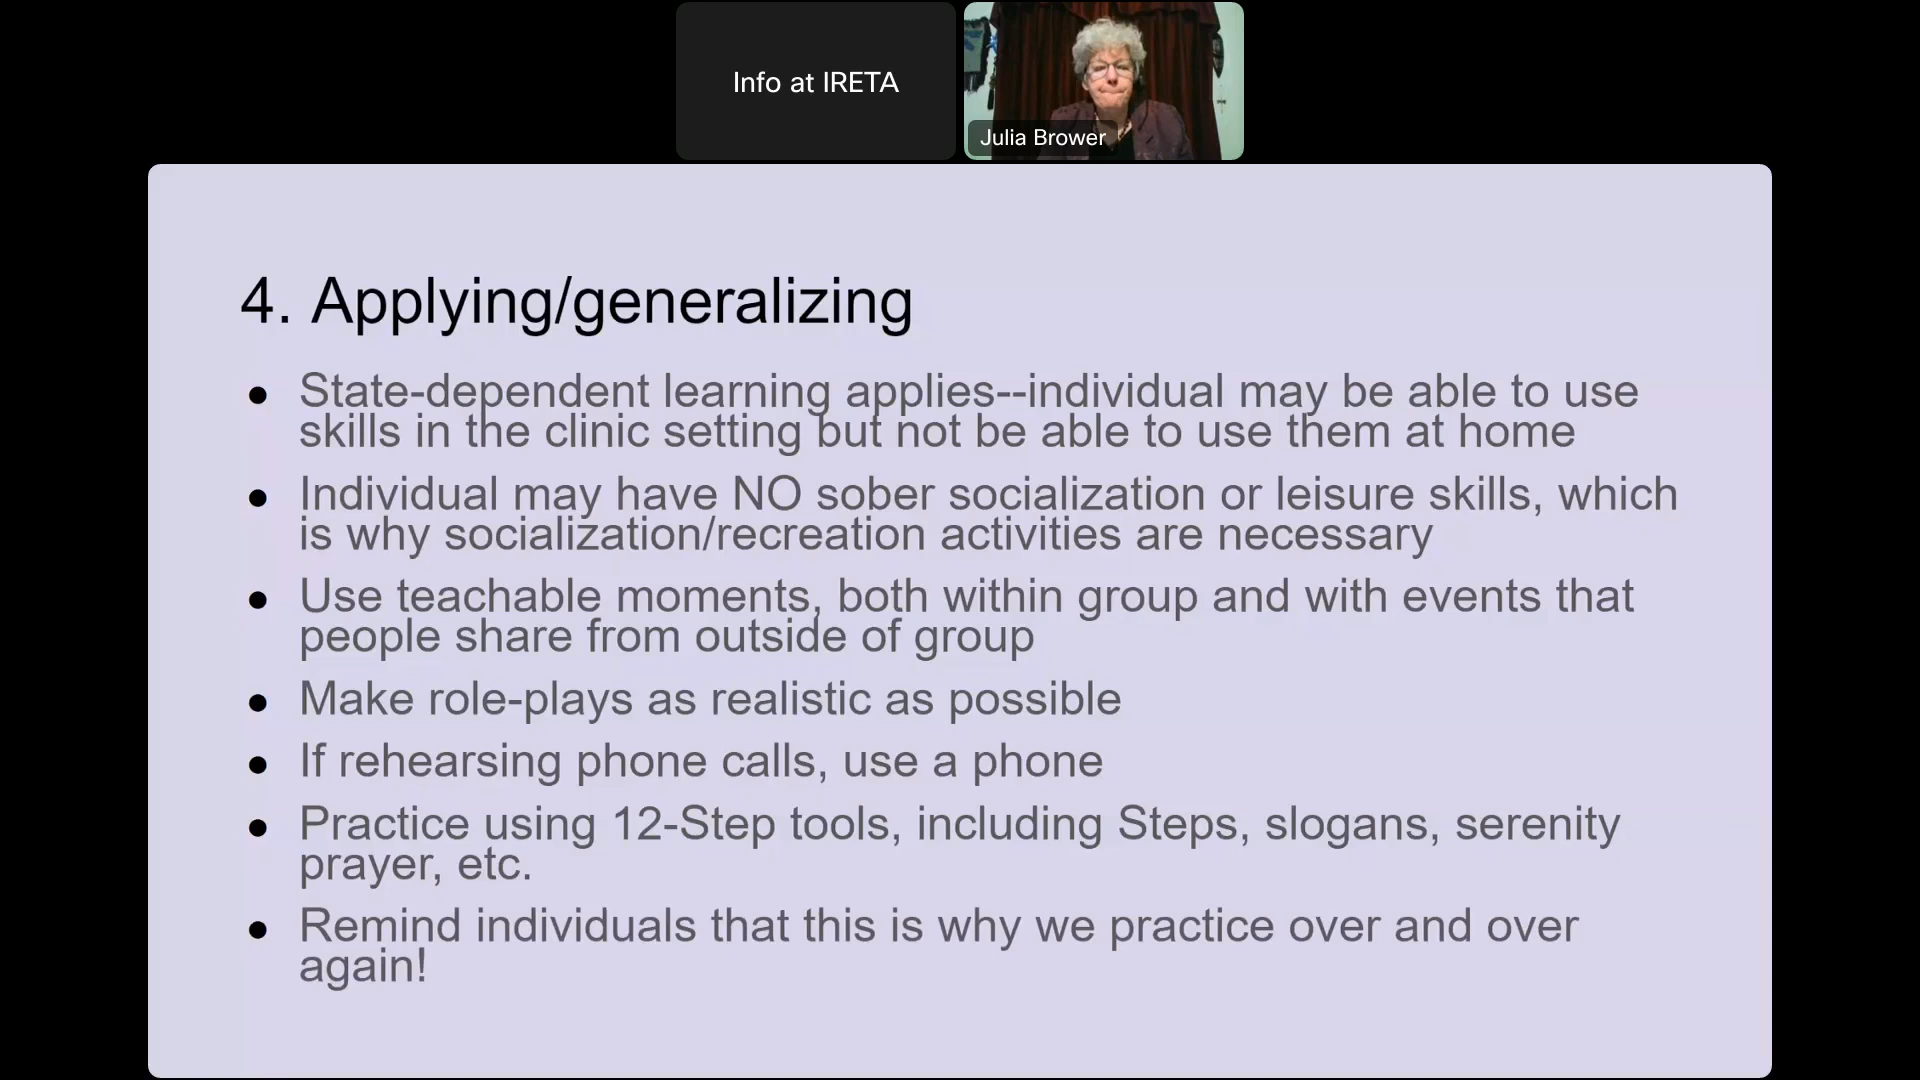 Info at IRETA
Julia Brower
4. Applying/generalizing
● State-dependent learning applies--individual may be able to use
skills in the clinic setting but not be able to use them at home
● Individual may have NO sober socialization or leisure skills, which
is why socialization/recreation activities are necessary
● Use teachable moments, both within group and with events that
people share from outside of group
● Make role-plays as realistic as possible
● If rehearsing phone calls, use a phone
● Practice using 12-Step tools, including Steps, slogans, serenity
prayer, etc.
● Remind individuals that this is why we practice over and over
again!